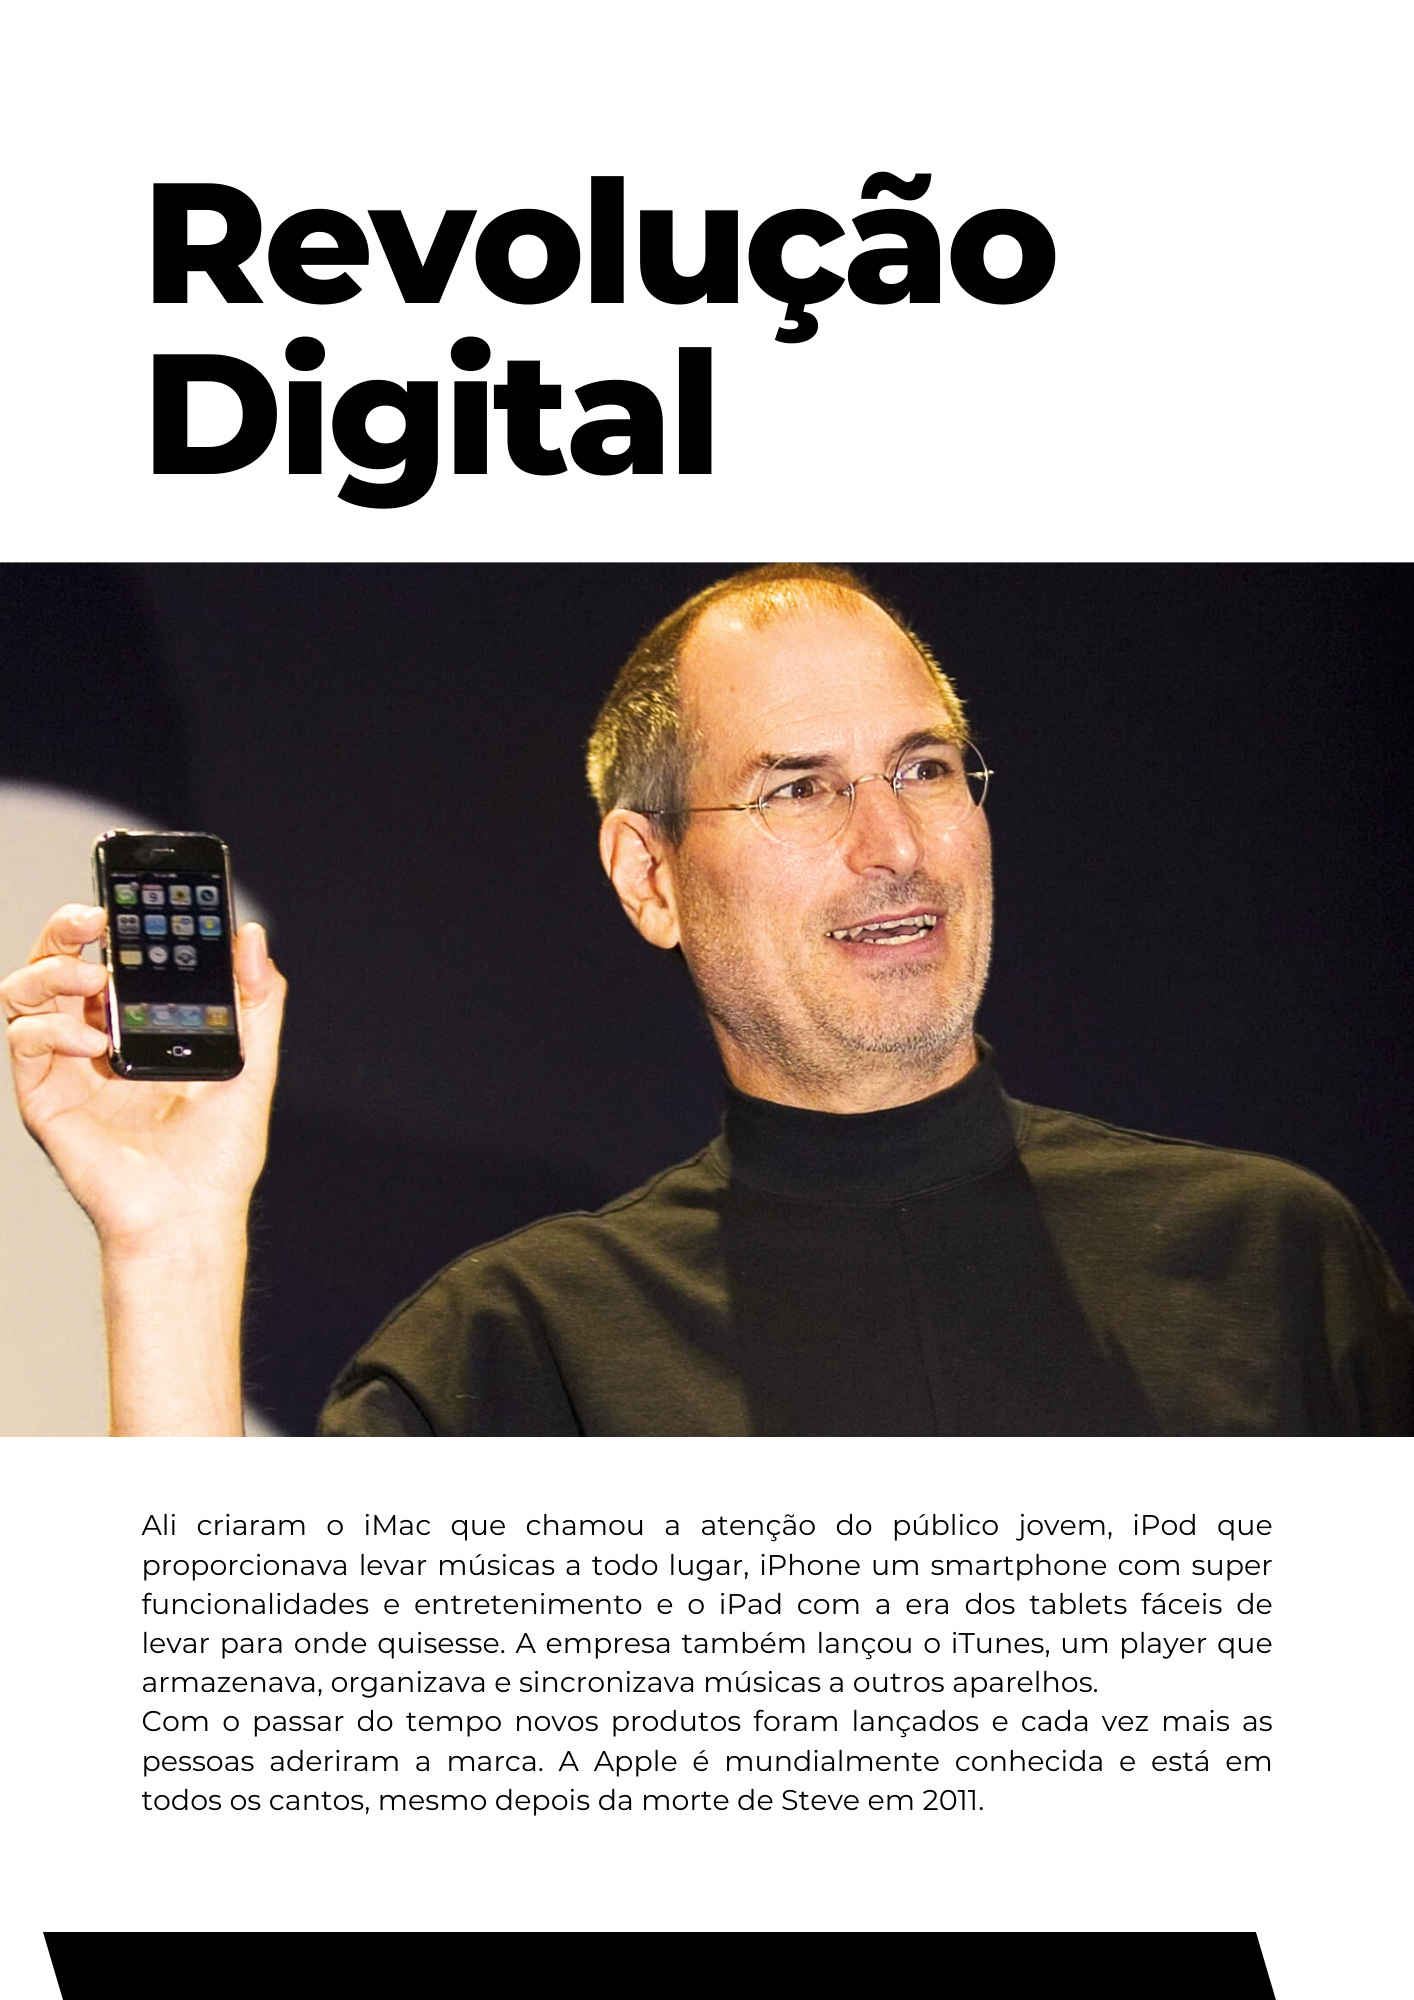 Revolução
Digital
Ali criaram o iMac que chamou a atenção do público jovem, iPod que
proporcionava levar músicas a todo lugar, iPhone um smartphone com super
funcionalidades e entretenimento e o iPad com a era dos tablets fáceis de
levar para onde quisesse. A empresa também lançou o iTunes, um player que
armazenava, organizava e sincronizava músicas a outros aparelhos.
Com o passar do tempo novos produtos foram lançados e cada vez mais as
pessoas aderiram a marca. A Apple é mundialmente conhecida e está em
todos os cantos, mesmo depois da morte de Steve em 2011.